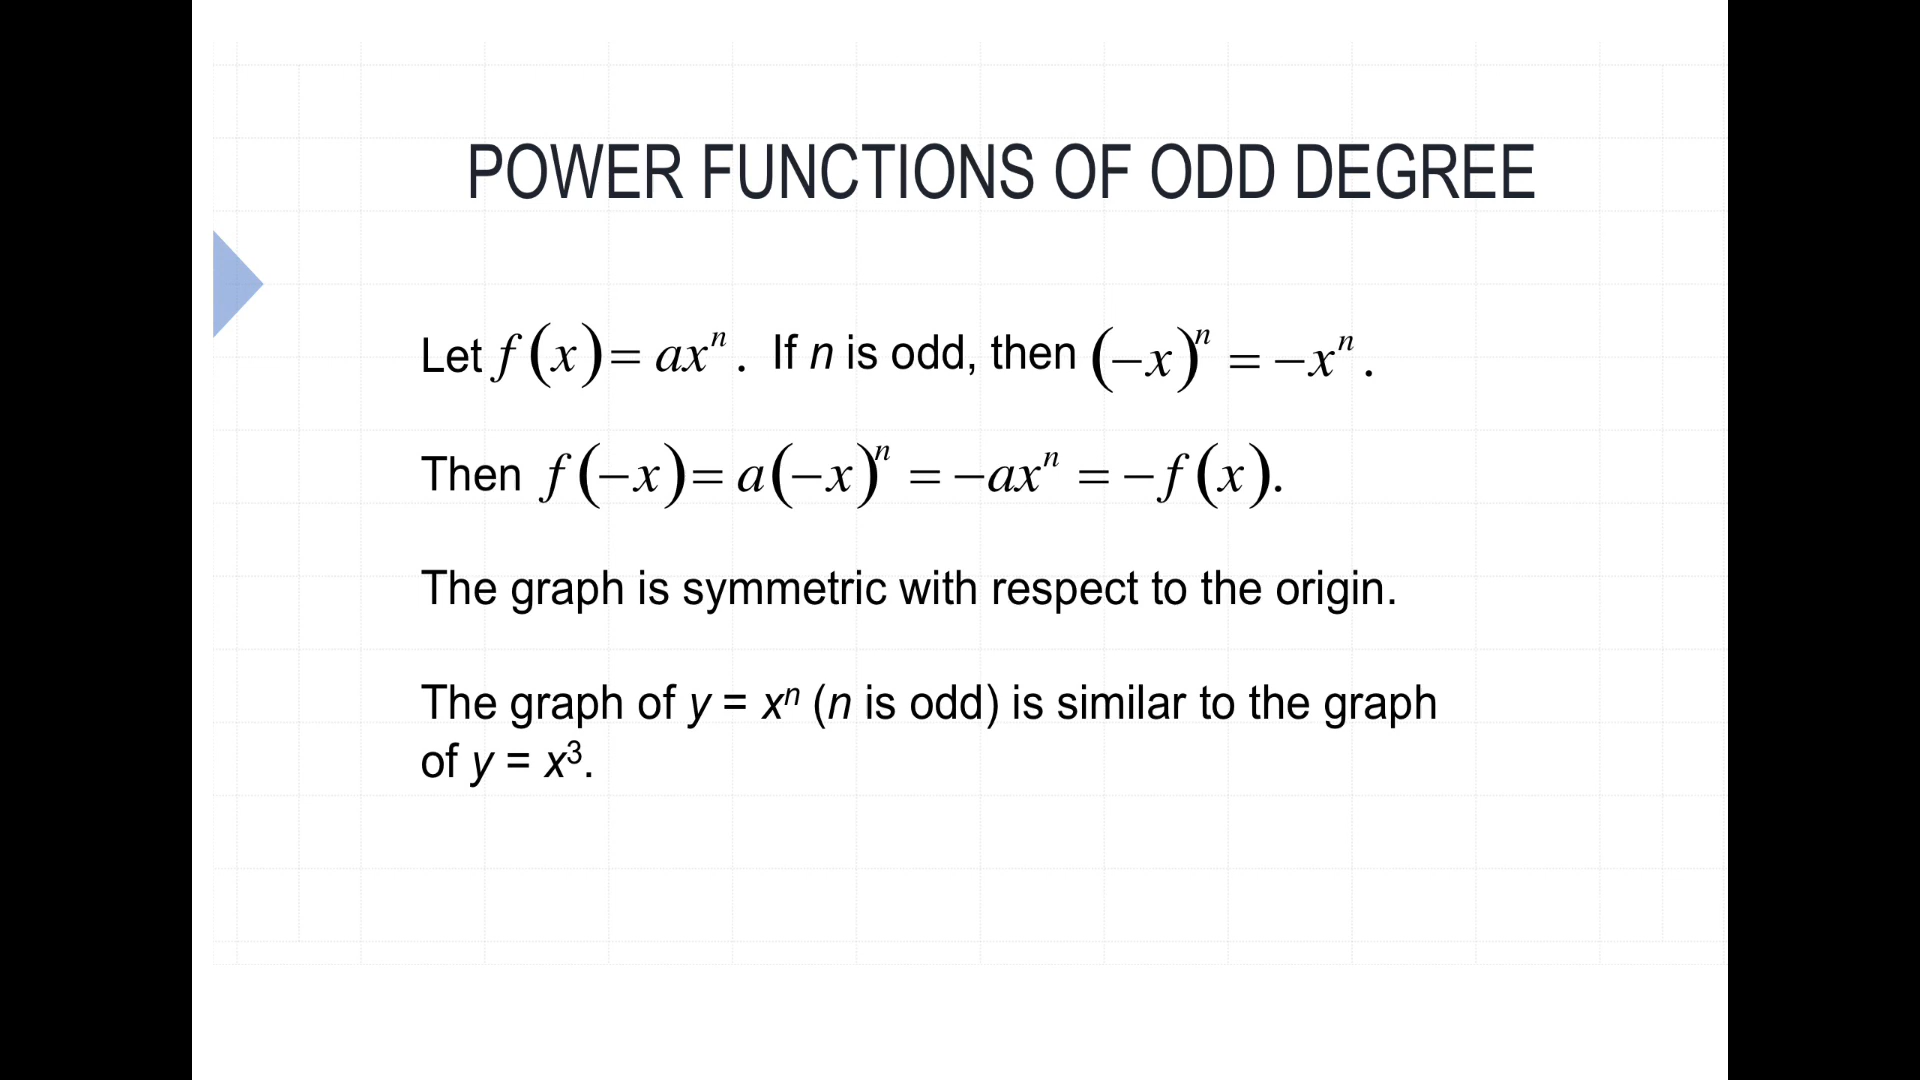 POWER FUNCTIONS OF ODD DEGREE
Let f(x) = axⁿ. If n is odd, then (−x)ⁿ = −xⁿ.
Then f(−x) = a(−x)ⁿ = −axⁿ = −f(x).
The graph is symmetric with respect to the origin.
The graph of y = xⁿ (n is odd) is similar to the graph
of y = x³.